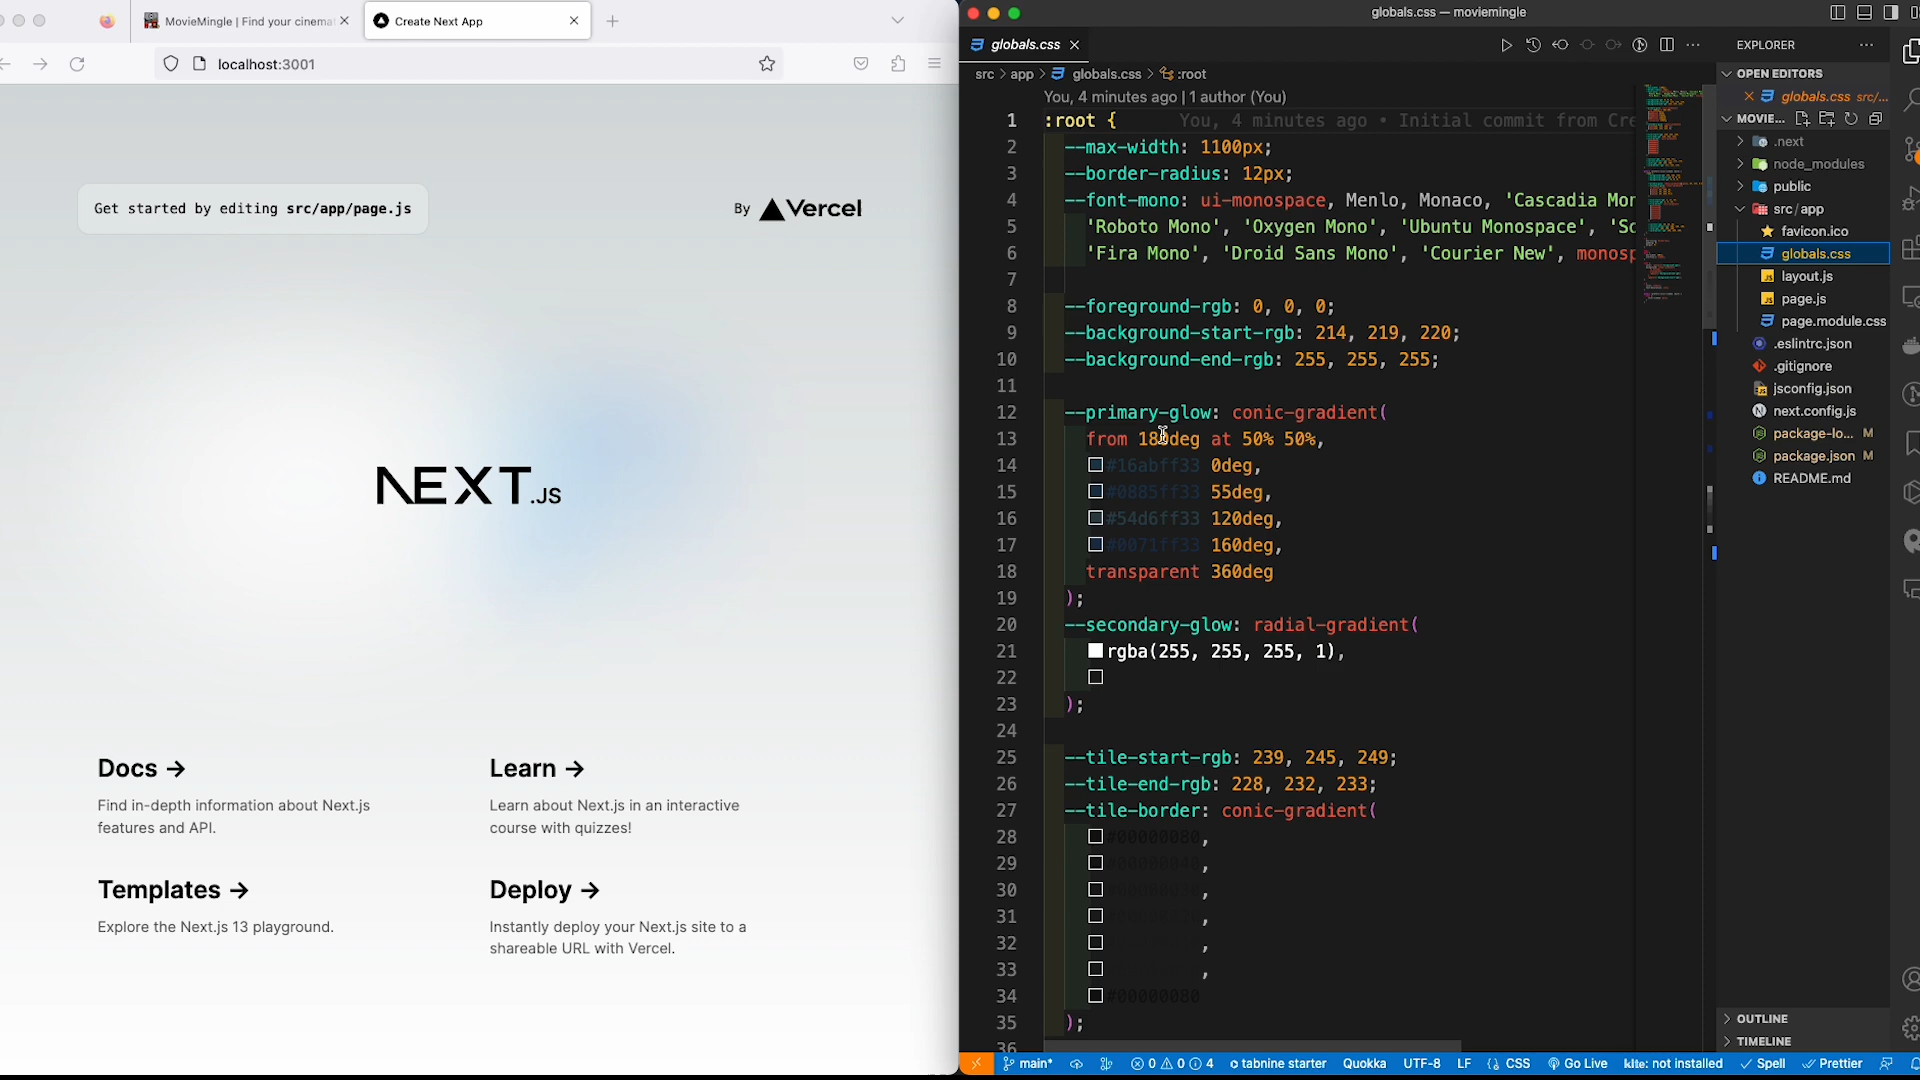 MovieMingle | Find your cinema
Create Next App
localhost:3001
Get started by editing src/app/page.js
By Vercel
NEXT.JS
Docs →
Find in-depth information about Next.js
features and API.
Learn →
Learn about Next.js in an interactive
course with quizzes!
Templates →
Explore the Next.js 13 playground.
Deploy →
Instantly deploy your Next.js site to a
shareable URL with Vercel.
globals.css — moviemingle
globals.css
src > app > globals.css > :root
You, 4 minutes ago | 1 author (You)
1 :root { You, 4 minutes ago • Initial commit from Cre
2 --max-width: 1100px;
3 --border-radius: 12px;
4 --font-mono: ui-monospace, Menlo, Monaco, 'Cascadia Mon
5 'Roboto Mono', 'Oxygen Mono', 'Ubuntu Monospace', 'So
6 'Fira Mono', 'Droid Sans Mono', 'Courier New', monosp
7
8 --foreground-rgb: 0, 0, 0;
9 --background-start-rgb: 214, 219, 220;
10 --background-end-rgb: 255, 255, 255;
11
12 --primary-glow: conic-gradient(
13 from 180deg at 50% 50%,
14 #16abff33 0deg,
15 #0885ff33 55deg,
16 #54d6ff33 120deg,
17 #0071ff33 160deg,
18 transparent 360deg
19 );
20 --secondary-glow: radial-gradient(
21 rgba(255, 255, 255, 1),
22
23 );
24
25 --tile-start-rgb: 239, 245, 249;
26 --tile-end-rgb: 228, 232, 233;
27 --tile-border: conic-gradient(
28 #00000080,
29 #00000040,
30 #00000030,
31 #00000020,
32 ,
33 ,
34 #00000080
35 );
36
EXPLORER
OPEN EDITORS
globals.css src/...
MOVIE...
.next
node_modules
public
src/app
favicon.ico
globals.css
layout.js
page.js
page.module.css
.eslintrc.json
.gitignore
jsconfig.json
next.config.js
package-lo... M
package.json M
README.md
OUTLINE
TIMELINE
main* 0 0 4 tabnine starter Quokka UTF-8 LF CSS Go Live kite: not installed Spell Prettier